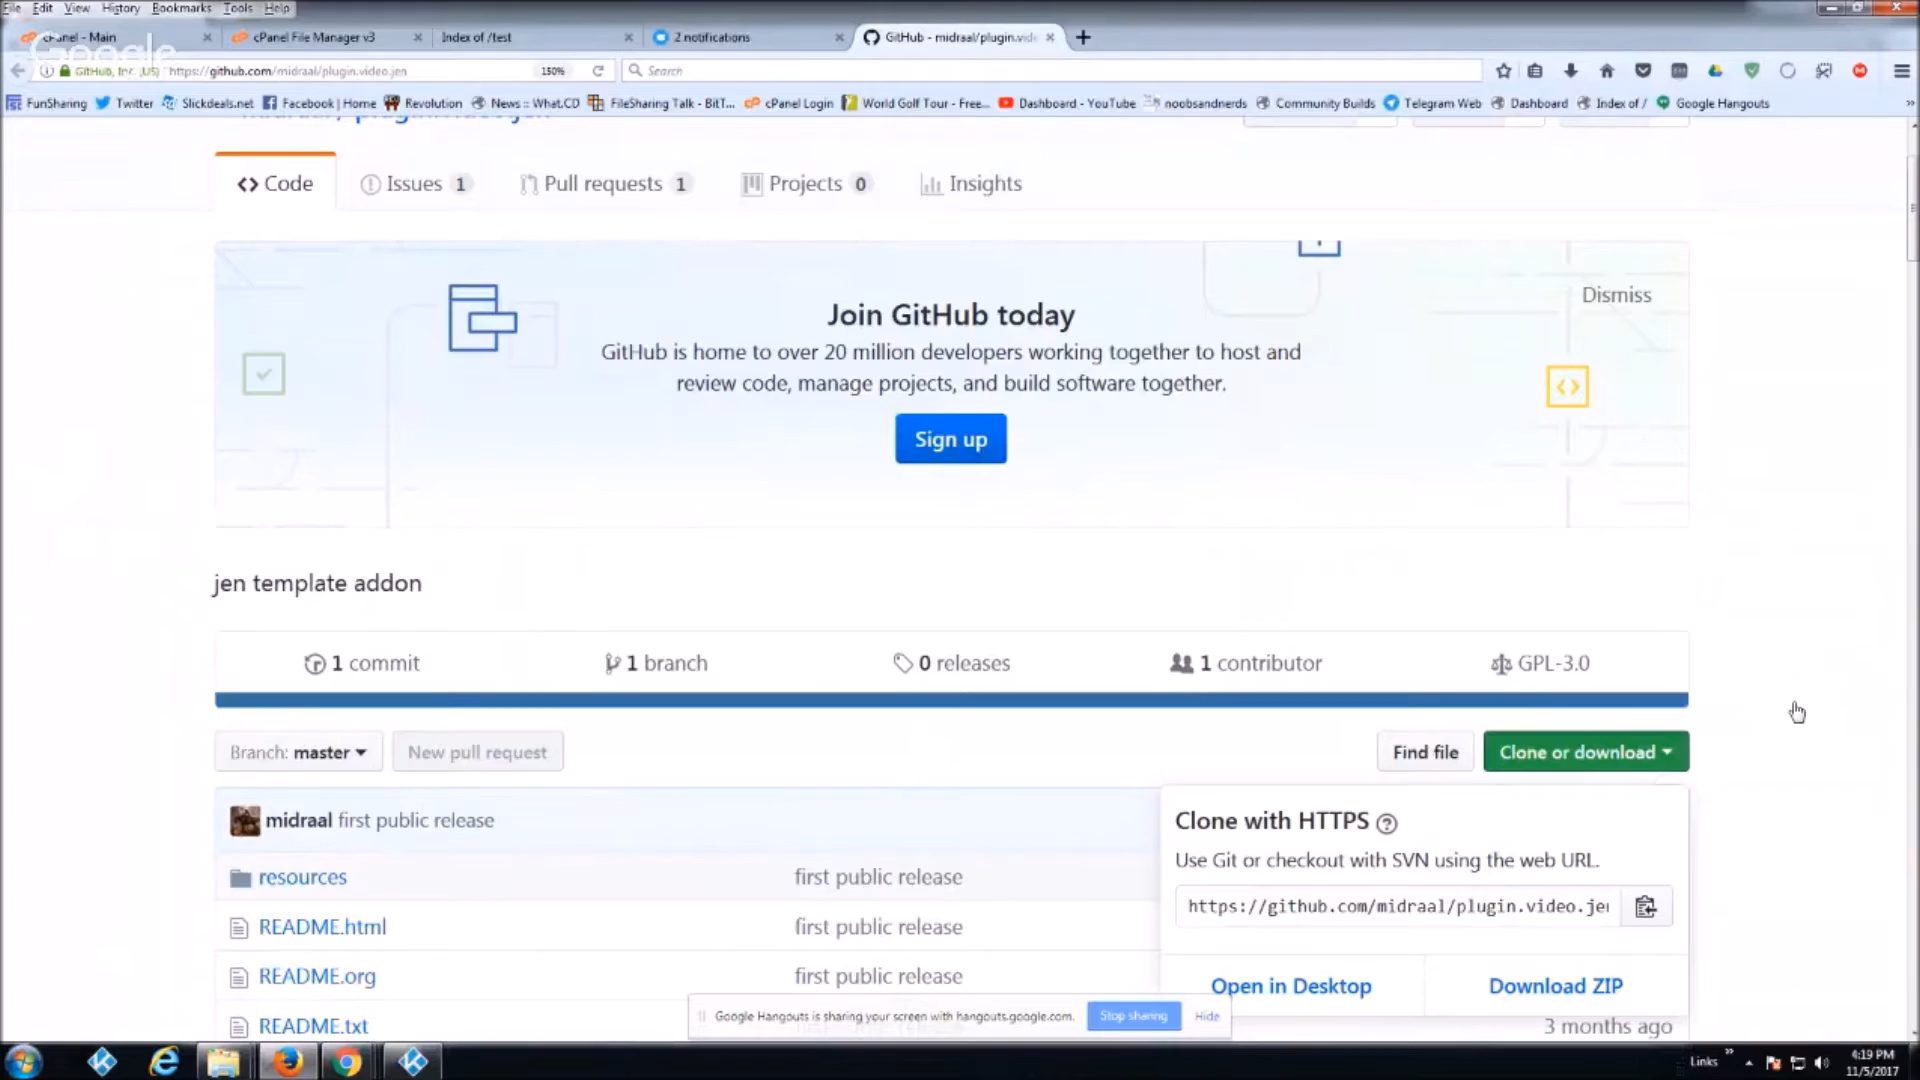 File Edit View History Bookmarks Tools Help
cPanel - Main
cPanel File Manager v3
Index of /test
2 notifications
GitHub - midraal/plugin.vide
Google
GitHub, Inc. (US) https://github.com/midraal/plugin.video.jen
150%
Search
FunSharing Twitter Slickdeals.net Facebook | Home Revolution News :: What.CD FileSharing Talk - BitT... cPanel Login World Golf Tour - Free... Dashboard - YouTube noobsandnerds Community Builds Telegram Web Dashboard Index of / Google Hangouts
Code
Issues 1
Pull requests 1
Projects 0
Insights
Dismiss
Join GitHub today
GitHub is home to over 20 million developers working together to host and
review code, manage projects, and build software together.
Sign up
jen template addon
1 commit
1 branch
0 releases
1 contributor
GPL-3.0
Branch: master
New pull request
Find file
Clone or download
midraal first public release
Clone with HTTPS
Use Git or checkout with SVN using the web URL.
https://github.com/midraal/plugin.video.jen
Open in Desktop
Download ZIP
resources first public release
README.html first public release
README.org first public release
README.txt
3 months ago
Google Hangouts is sharing your screen with hangouts.google.com.
Stop sharing
Hide
Links
4:19 PM
11/5/2017